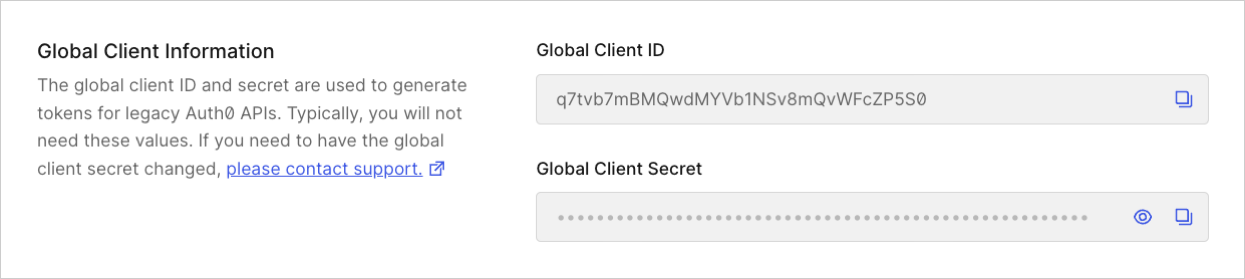 Global Client Information
The global client ID and secret are used to generate
tokens for legacy Auth0 APIs. Typically, you will not
need these values. If you need to have the global
client secret changed, please contact support.
Global Client ID
q7tvb7mBMQwdMYVb1NSv8mQvWFcZP5S0
Global Client Secret